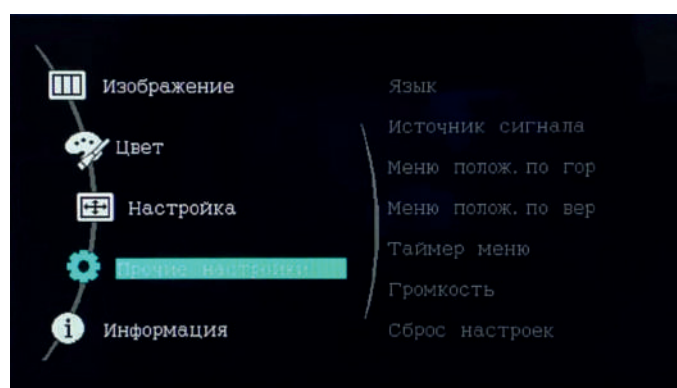 Изображение
Цвет
Настройка
Прочие настройки
Информация
Язык
Источник сигнала
Меню полож.по гор
Меню полож.по вер
Таймер меню
Громкость
Сброс настроек